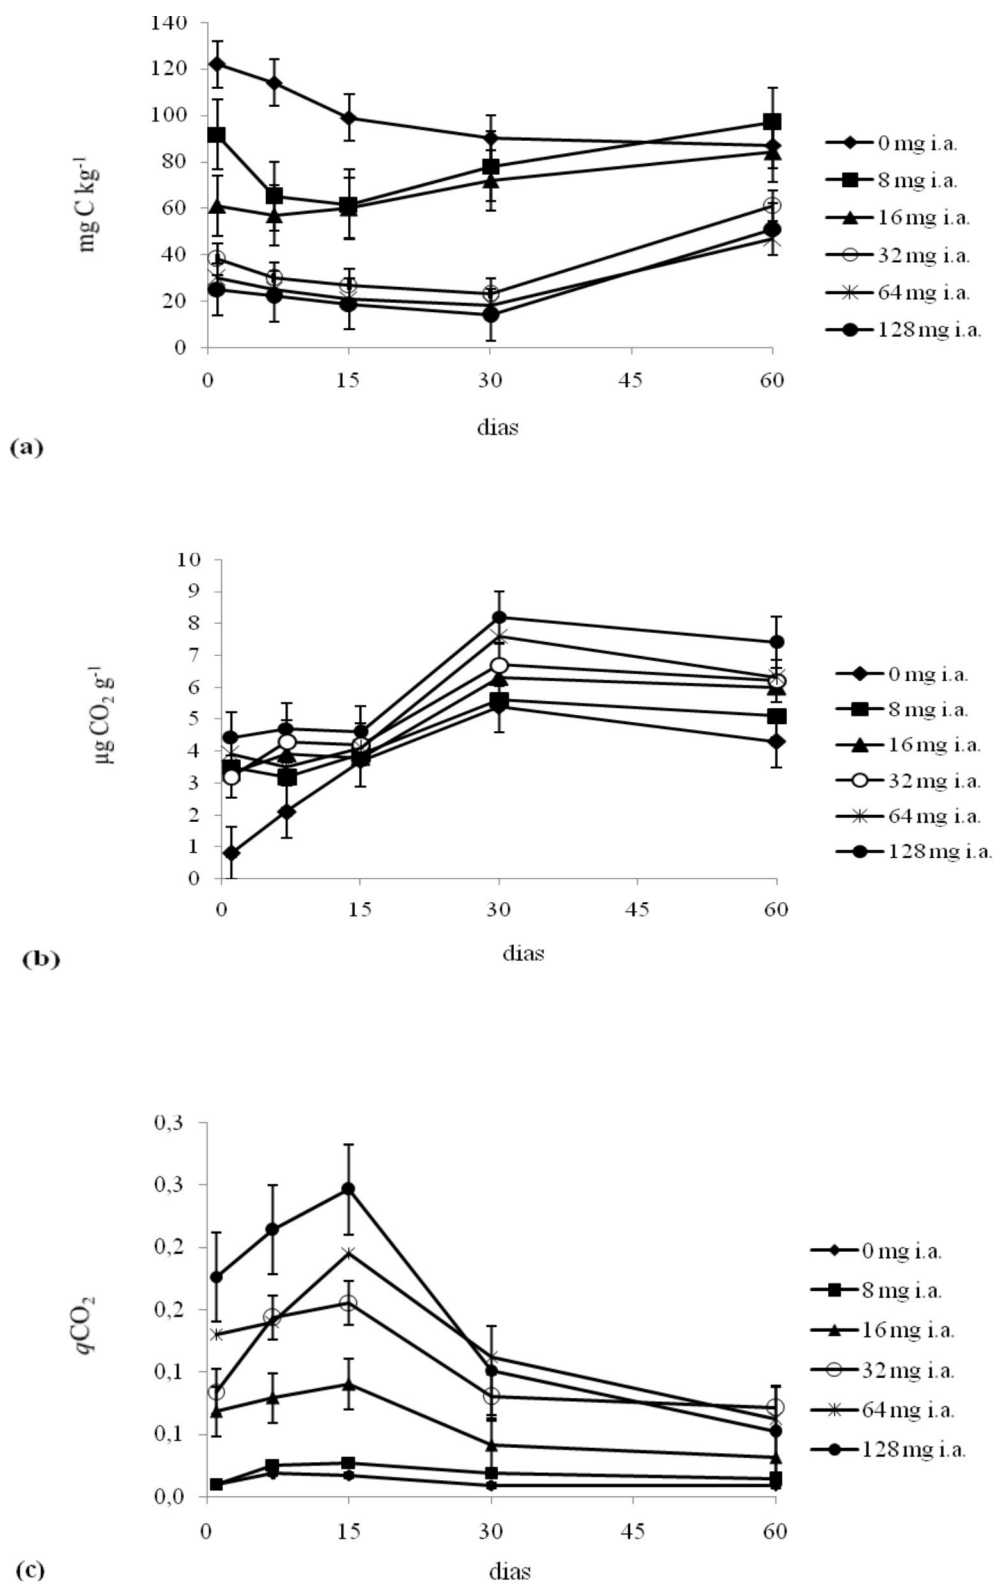 140
120
100
80
60
40
20
0
mg C kg⁻¹
0 15 30 45 60
dias
0 mg i.a.
8 mg i.a.
16 mg i.a.
32 mg i.a.
64 mg i.a.
128 mg i.a.
(a)
10
9
8
7
6
5
4
3
2
1
0
µg CO₂ g⁻¹
0 15 30 45 60
dias
0 mg i.a.
8 mg i.a.
16 mg i.a.
32 mg i.a.
64 mg i.a.
128 mg i.a.
(b)
0,3
0,3
0,2
0,2
0,1
0,1
0,0
qCO₂
0 15 30 45 60
dias
0 mg i.a.
8 mg i.a.
16 mg i.a.
32 mg i.a.
64 mg i.a.
128 mg i.a.
(c)